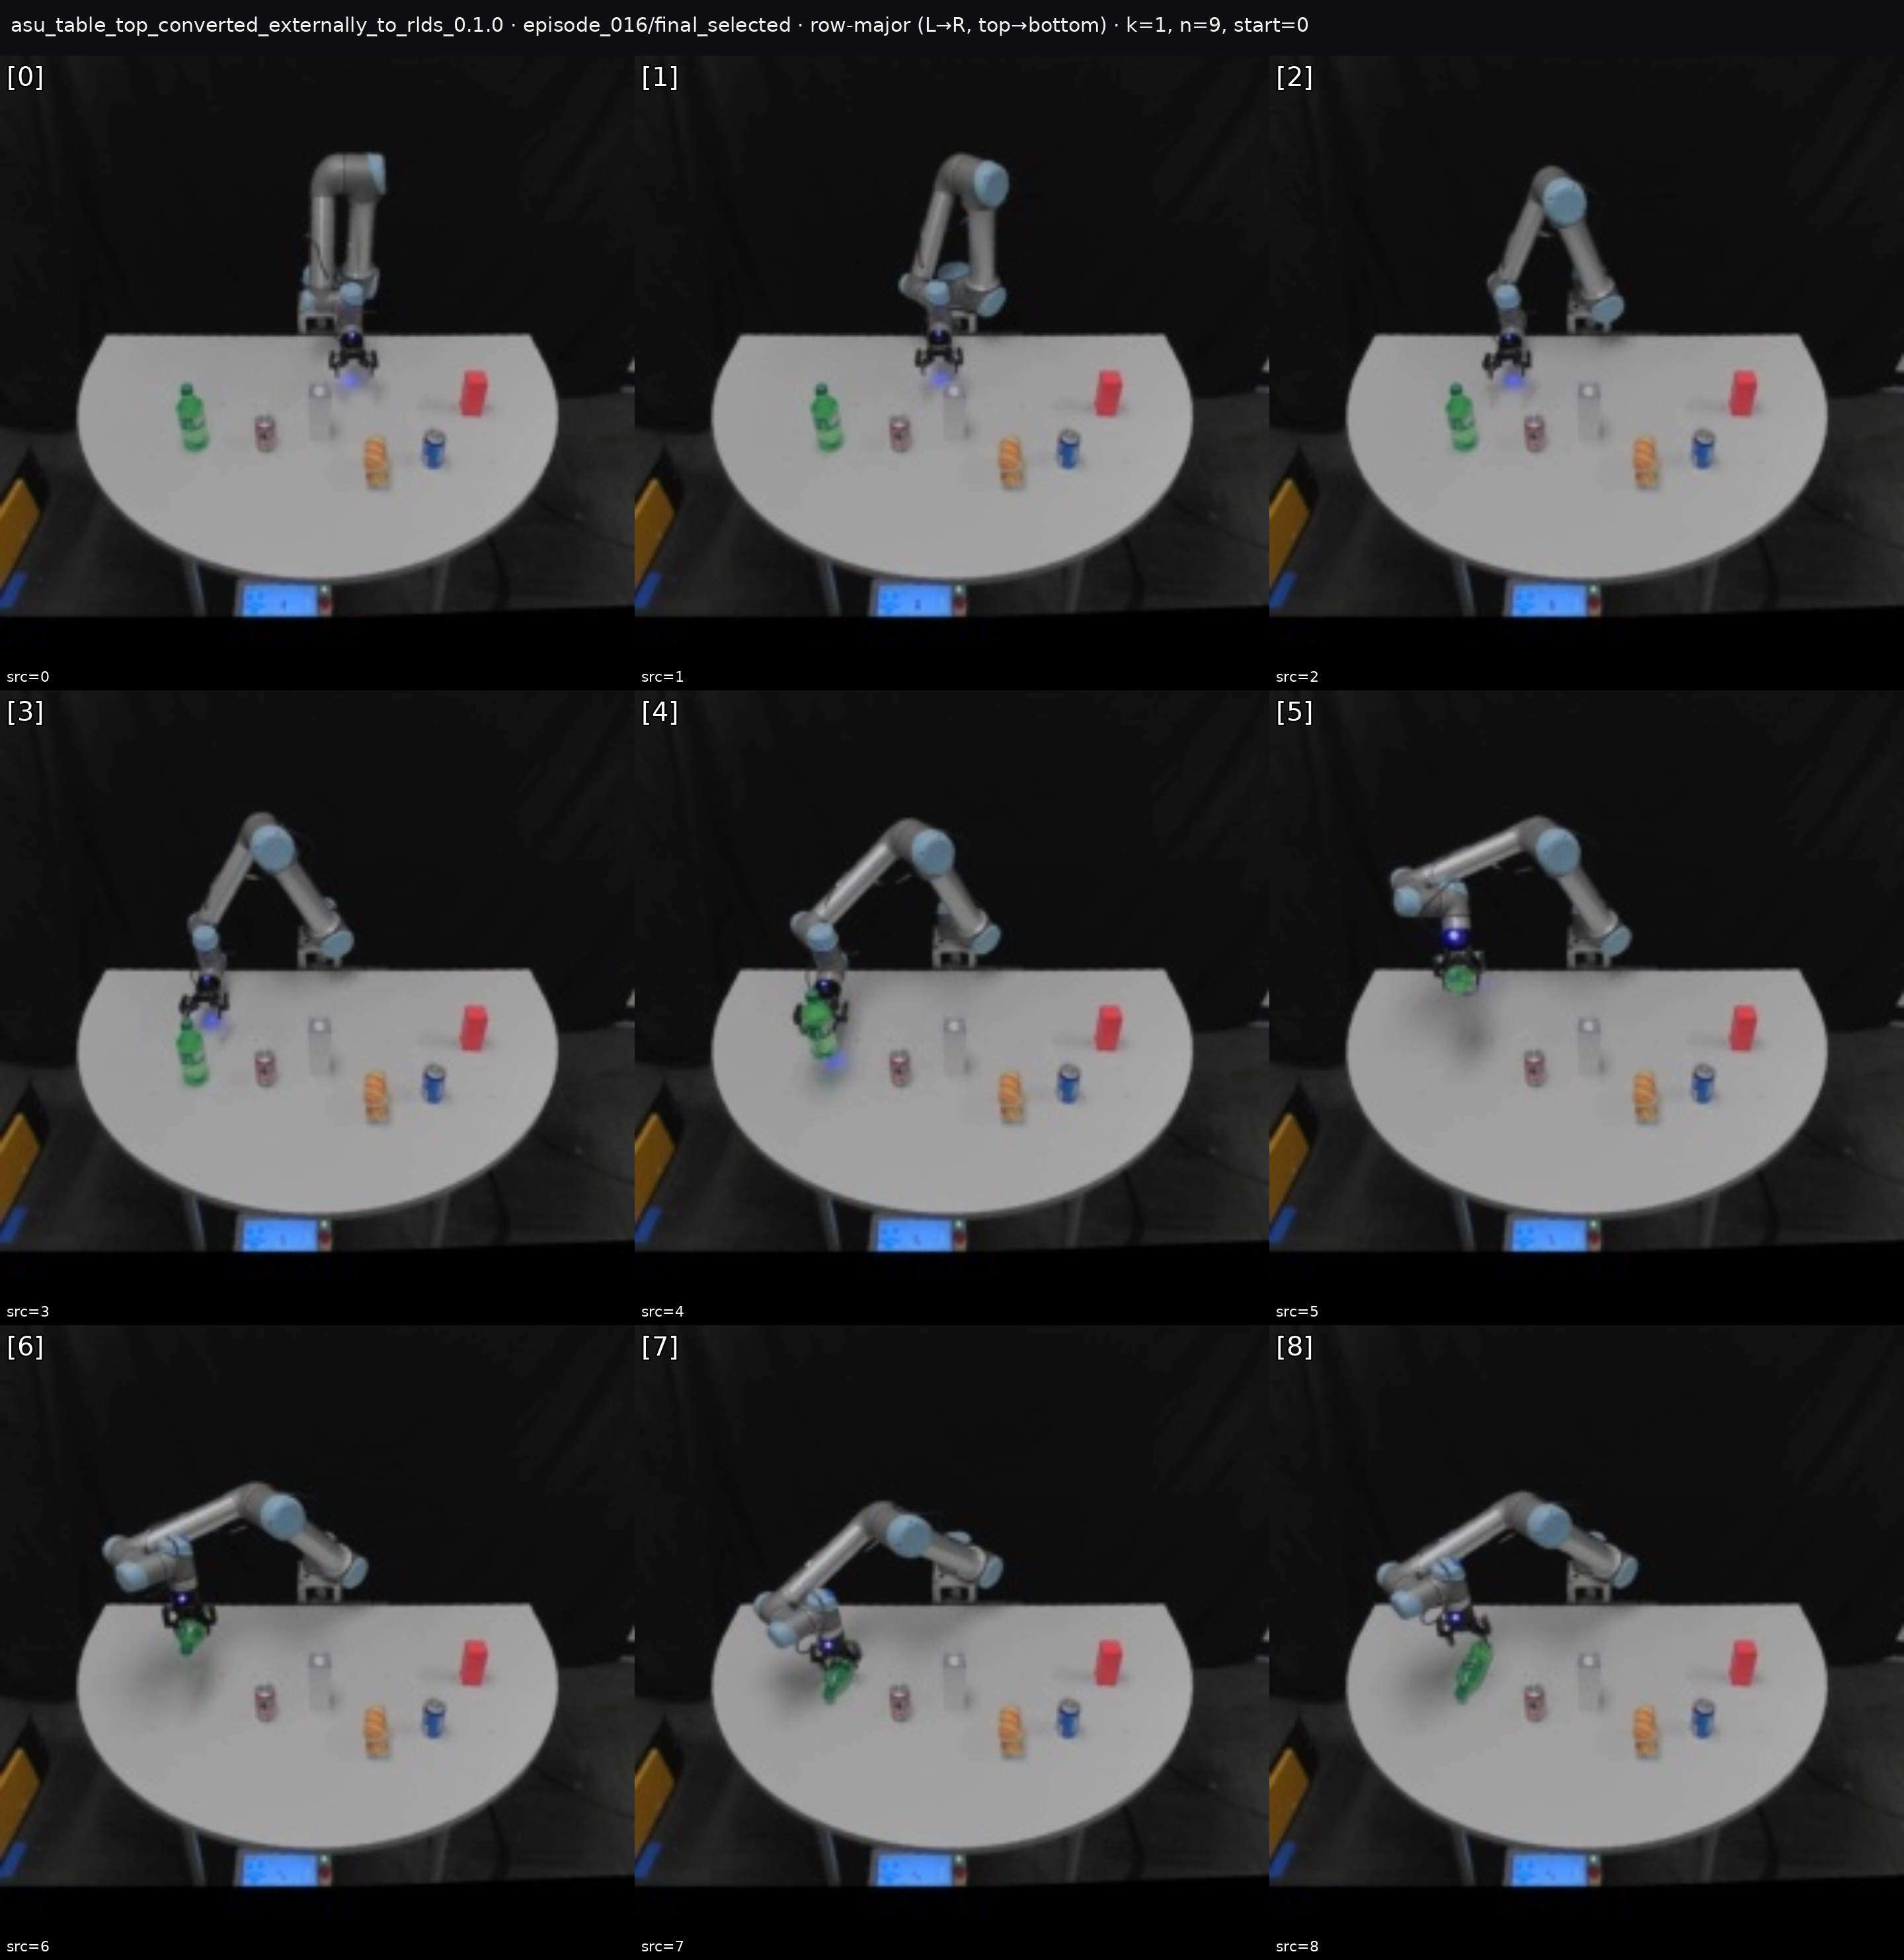 asu_table_top_converted_externally_to_rlds_0.1.0 · episode_016/final_selected · row-major (L→R, top→bottom) · k=1, n=9, start=0
[0]
[1]
[2]
src=0
src=1
src=2
[3]
[4]
[5]
src=3
src=4
src=5
[6]
[7]
[8]
src=6
src=7
src=8